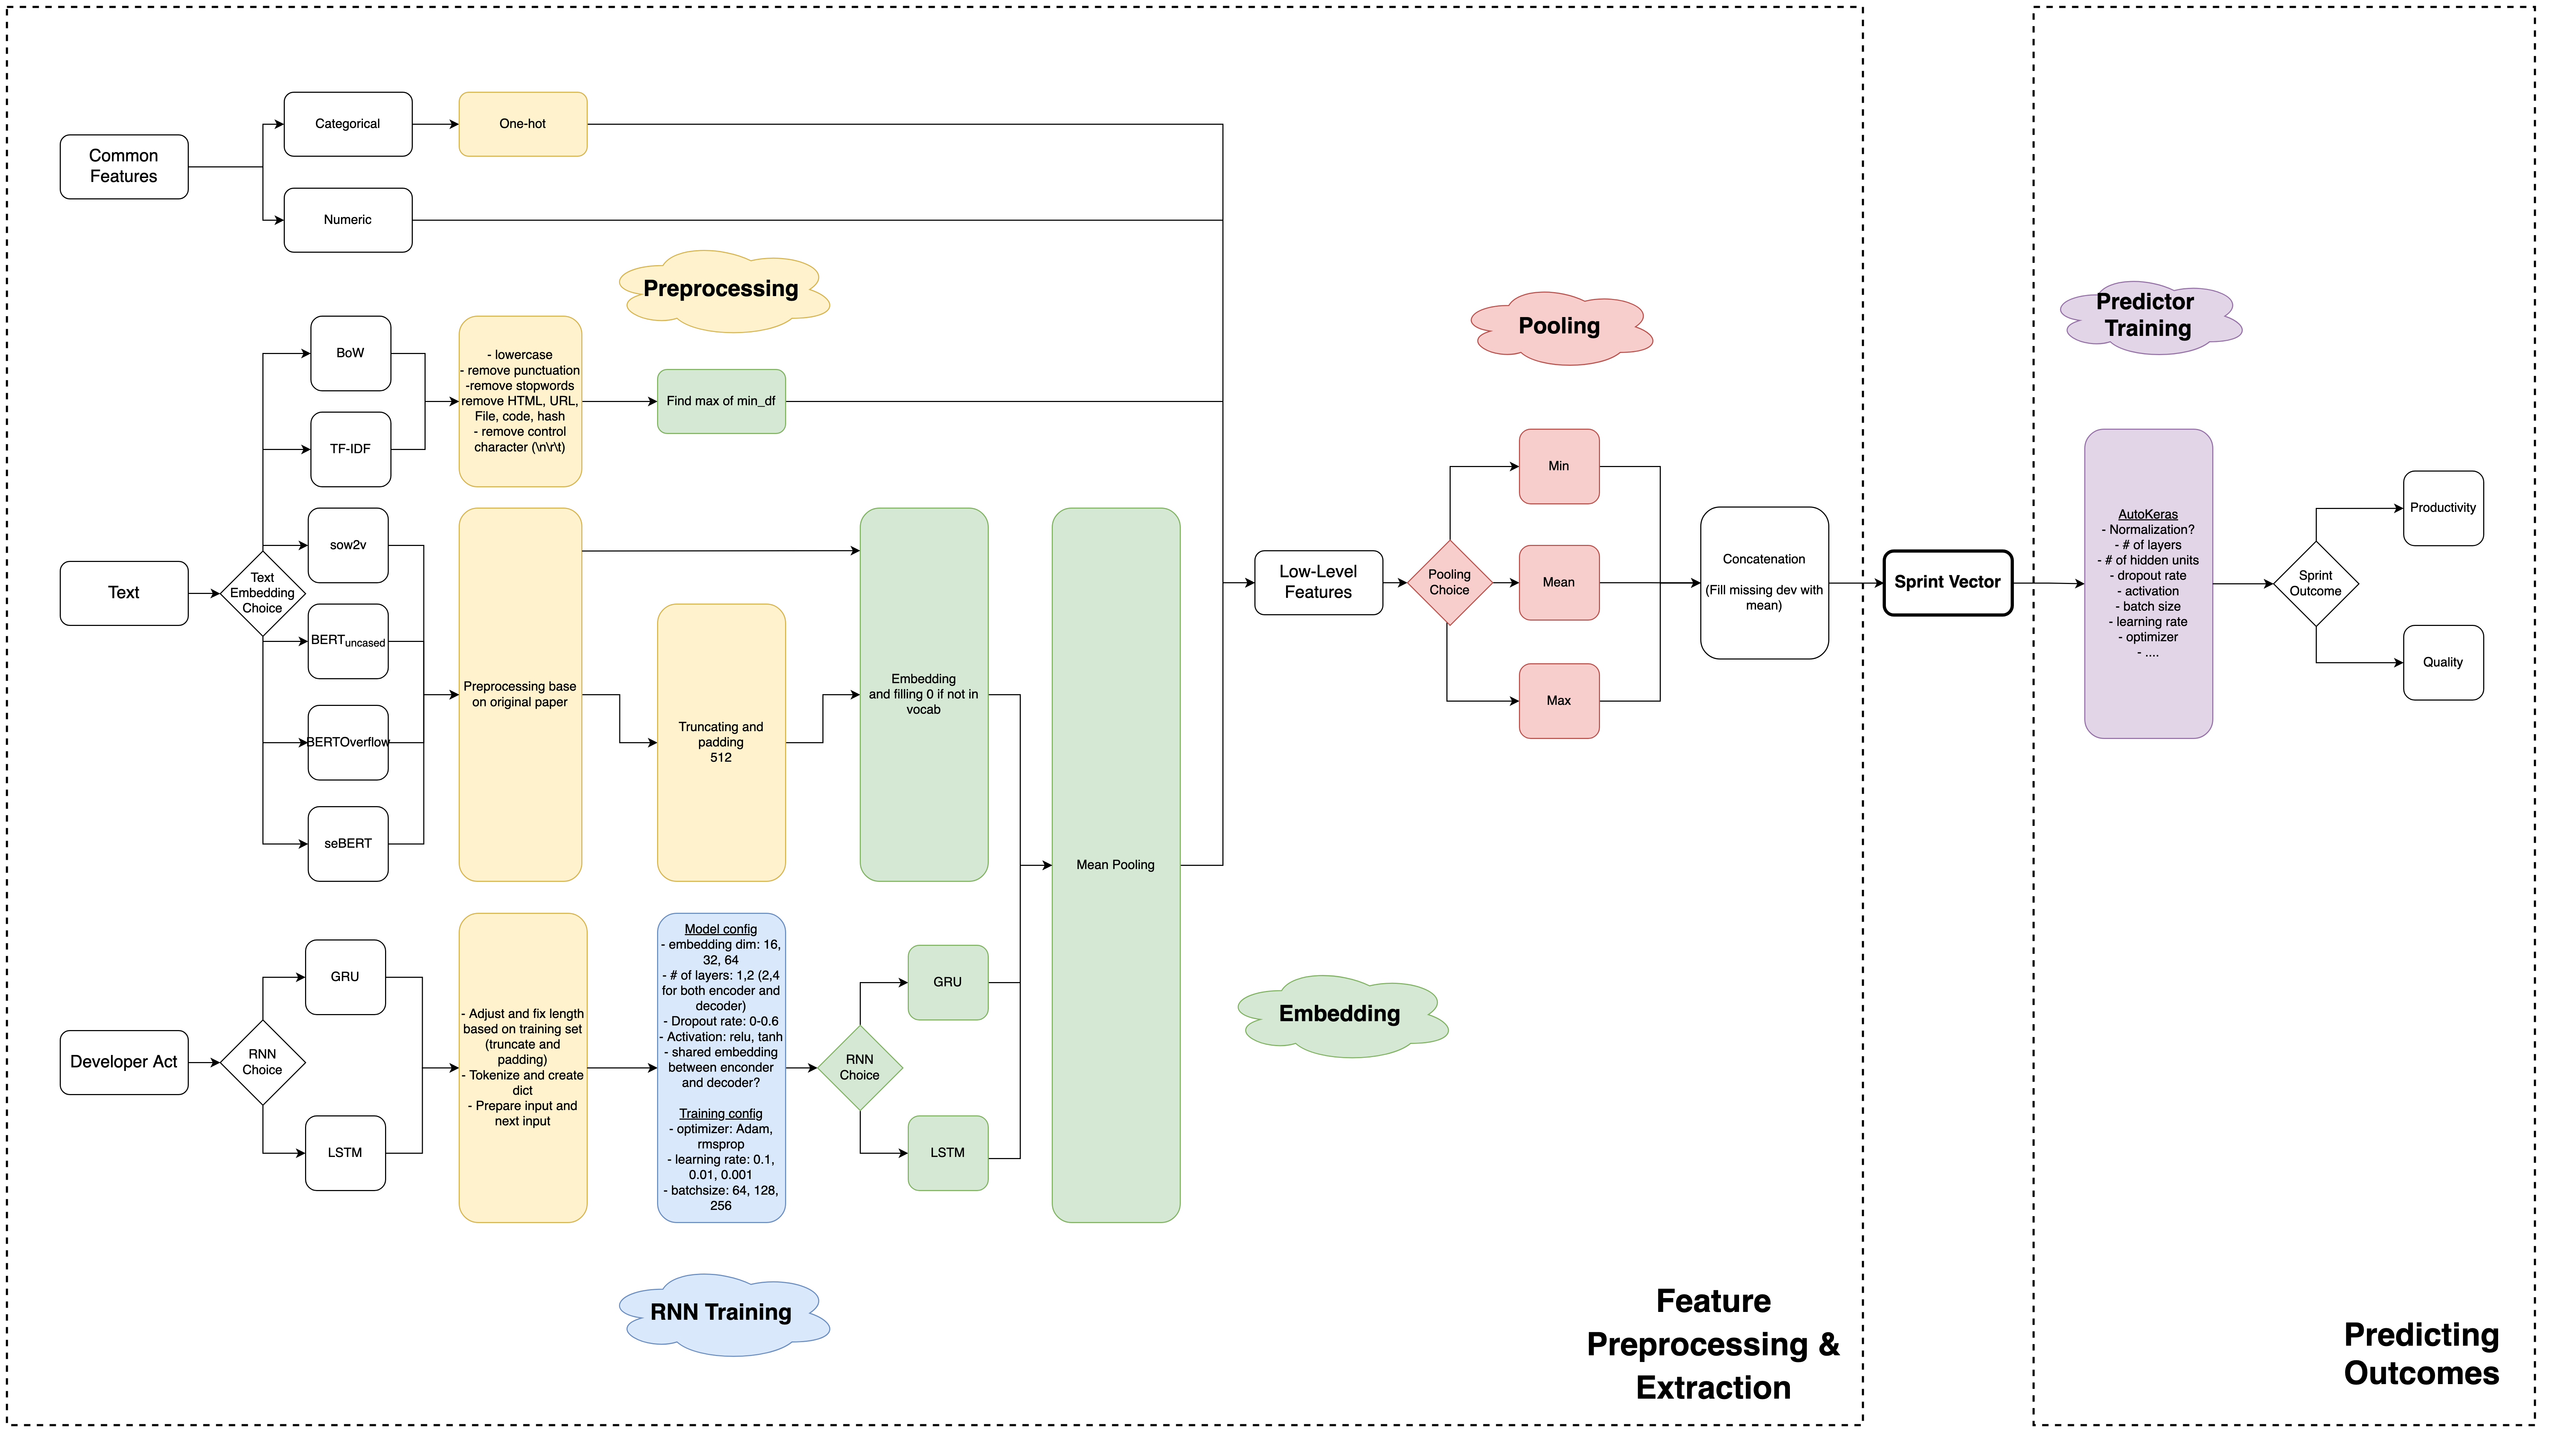 Common
Features
Categorical
One-hot
Numeric
Preprocessing
Text
Text
Embedding
Choice
BoW
TF-IDF
sow2v
BERTuncased
BERTOverflow
seBERT
- lowercase
- remove punctuation
-remove stopwords
remove HTML, URL,
File, code, hash
- remove control
character (\n\r\t)
Find max of min_df
Preprocessing base
on original paper
Truncating and
padding
512
Embedding
and filling 0 if not in
vocab
Mean Pooling
Developer Act
RNN
Choice
GRU
LSTM
- Adjust and fix length
based on training set
(truncate and
padding)
- Tokenize and create
dict
- Prepare input and
next input
Model config
- embedding dim: 16,
32, 64
- # of layers: 1,2 (2,4
for both encoder and
decoder)
- Dropout rate: 0-0.6
- Activation: relu, tanh
- shared embedding
between enconder
and decoder?
Training config
- optimizer: Adam,
rmsprop
- learning rate: 0.1,
0.01, 0.001
- batchsize: 64, 128,
256
RNN
Choice
GRU
LSTM
RNN Training
Embedding
Low-Level
Features
Pooling
Pooling
Choice
Min
Mean
Max
Concatenation
(Fill missing dev with
mean)
Feature
Preprocessing &
Extraction
Sprint Vector
Predictor
Training
AutoKeras
- Normalization?
- # of layers
- # of hidden units
- dropout rate
- activation
- batch size
- learning rate
- optimizer
- ....
Sprint
Outcome
Productivity
Quality
Predicting
Outcomes